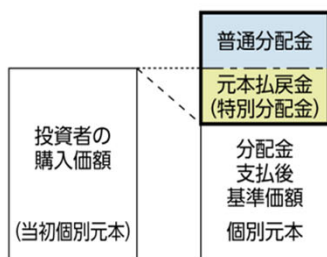 普通分配金
元本払戻金
(特別分配金)
投資者の
購入価額
(当初個別元本)
分配金
支払後
基準価額
個別元本